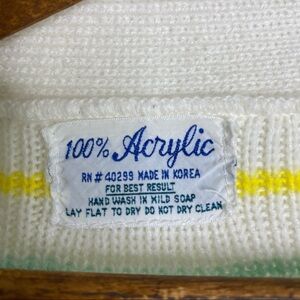 100% Acrylic
RN # 40299 MADE IN KOREA
FOR BEST RESULT
HAND WASH IN MILD SOAP
LAY FLAT TO DRY DO NOT DRY CLEAN